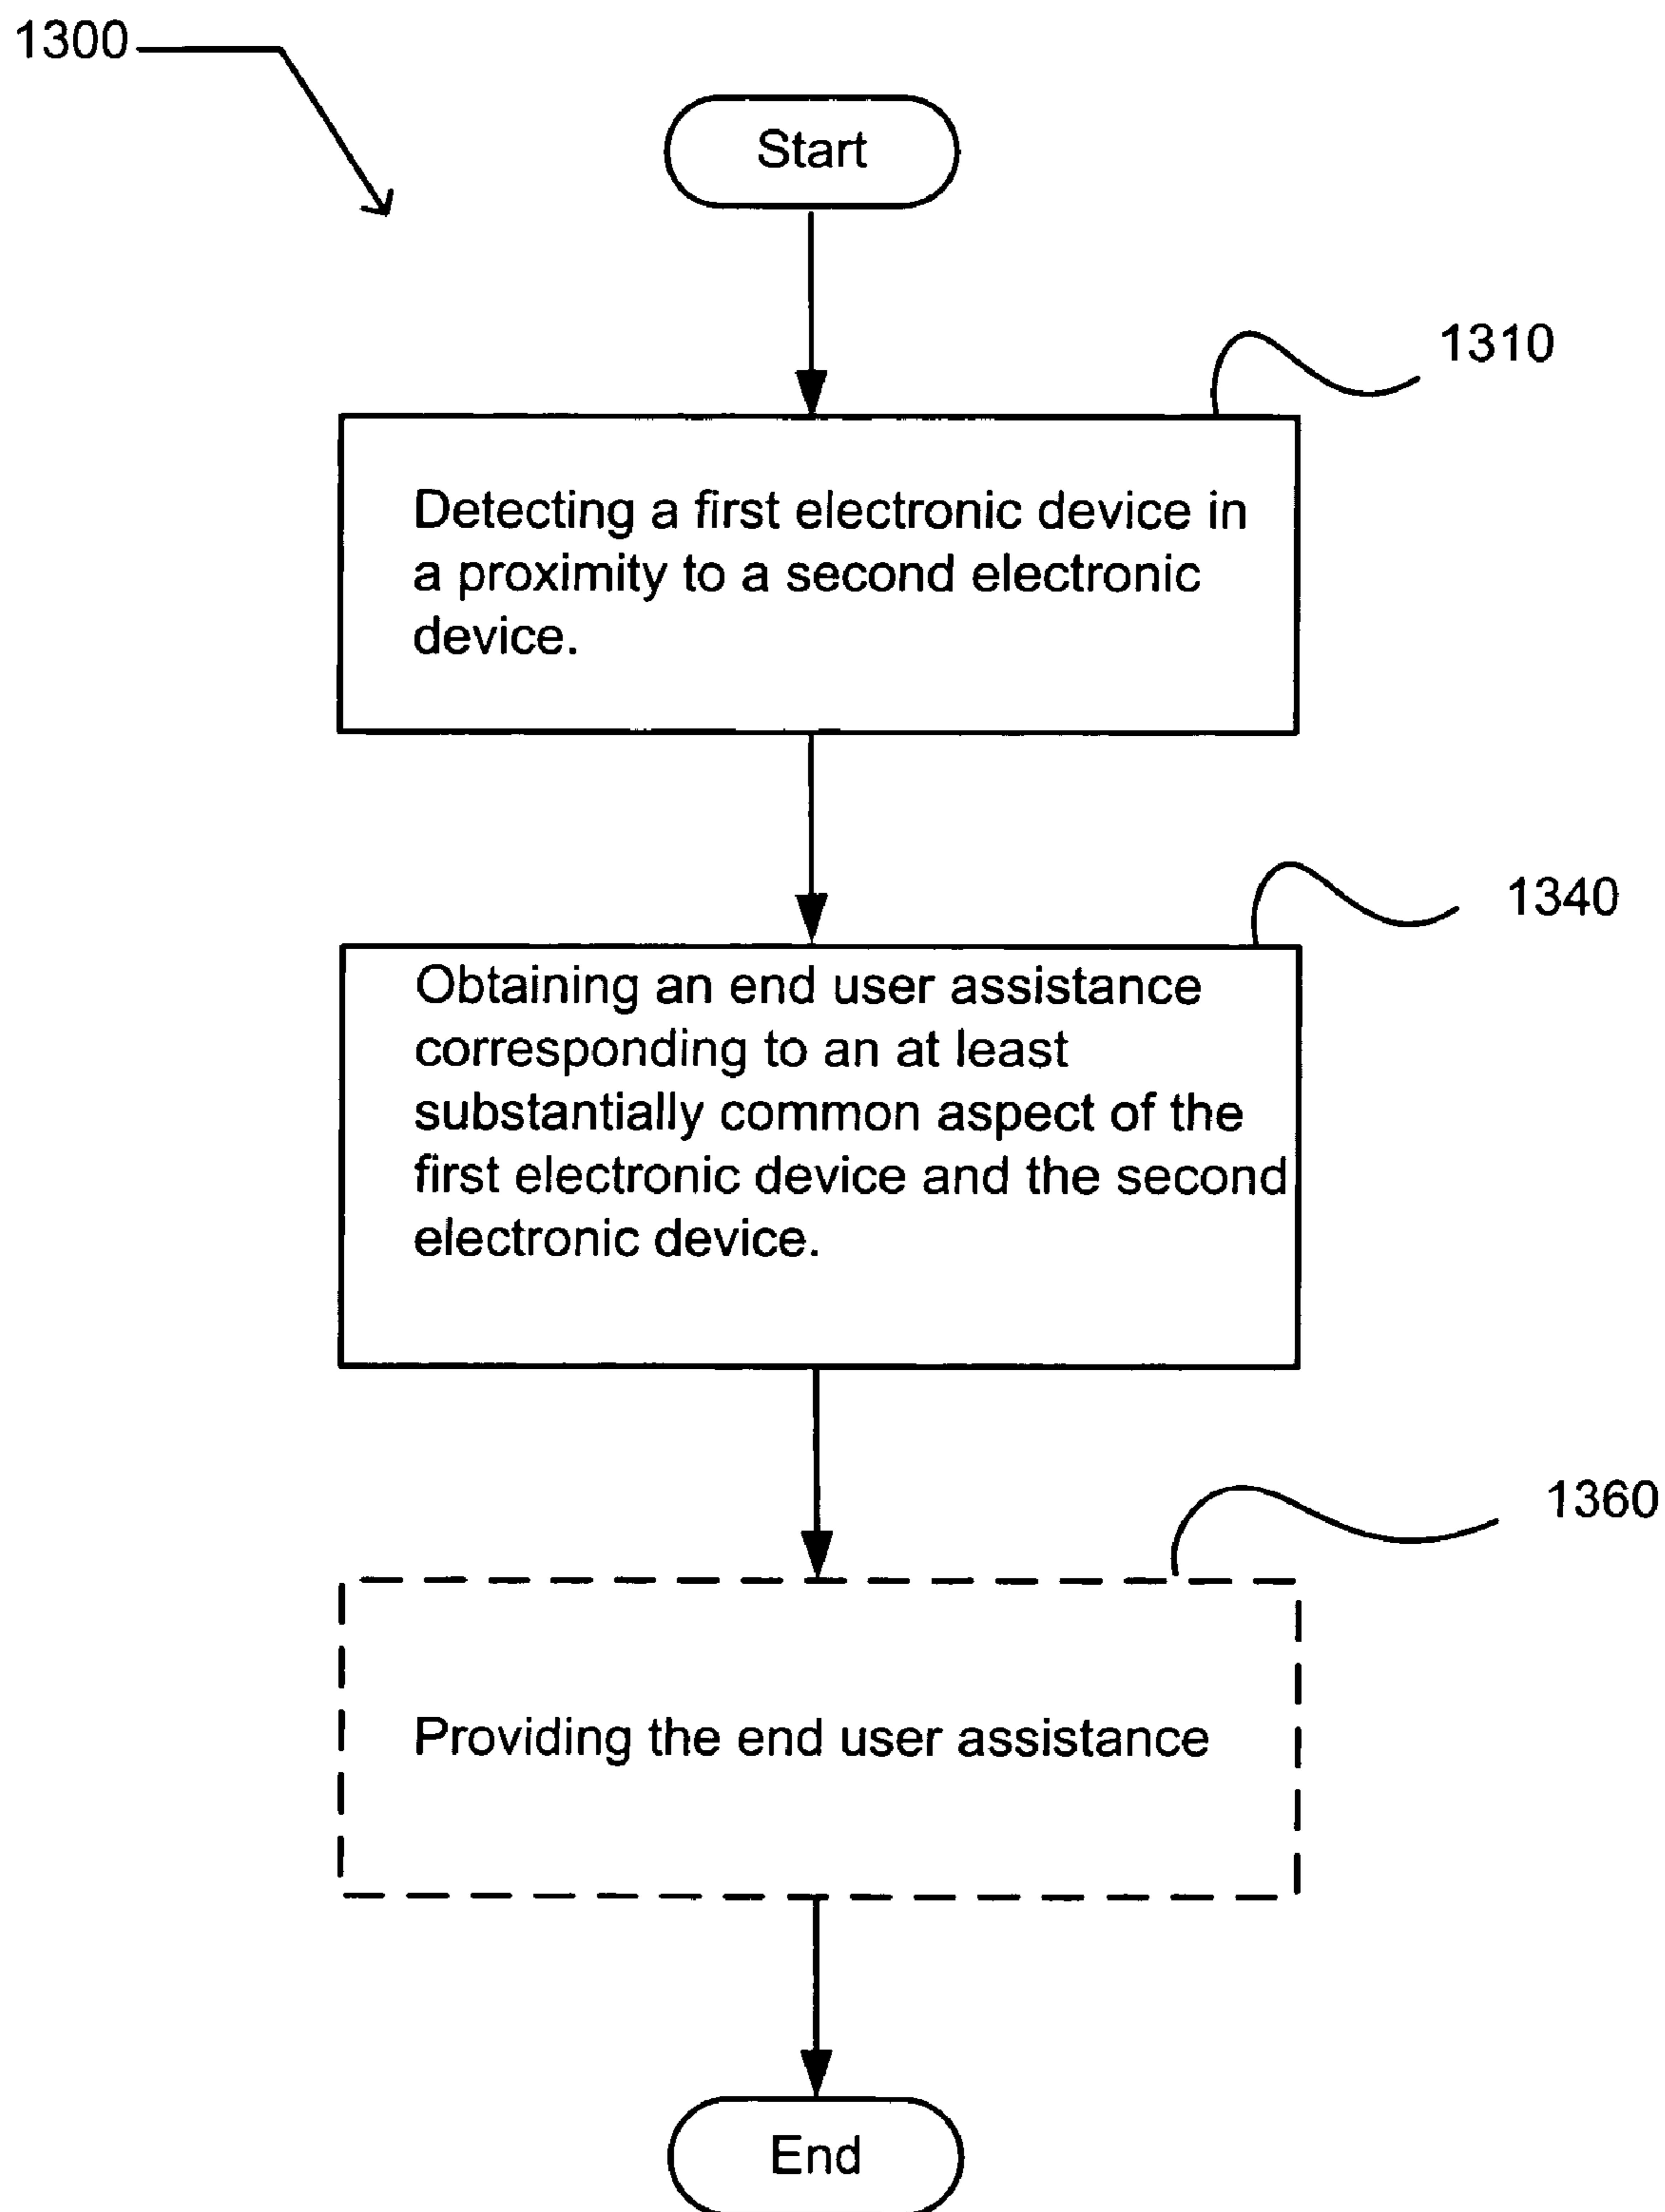 1300
Start
1310
Detecting a first electronic device in
a proximity to a second electronic
device.
1340
Obtaining an end user assistance
corresponding to an at least
substantially common aspect of the
first electronic device and the second
electronic device.
1360
Providing the end user assistance
End